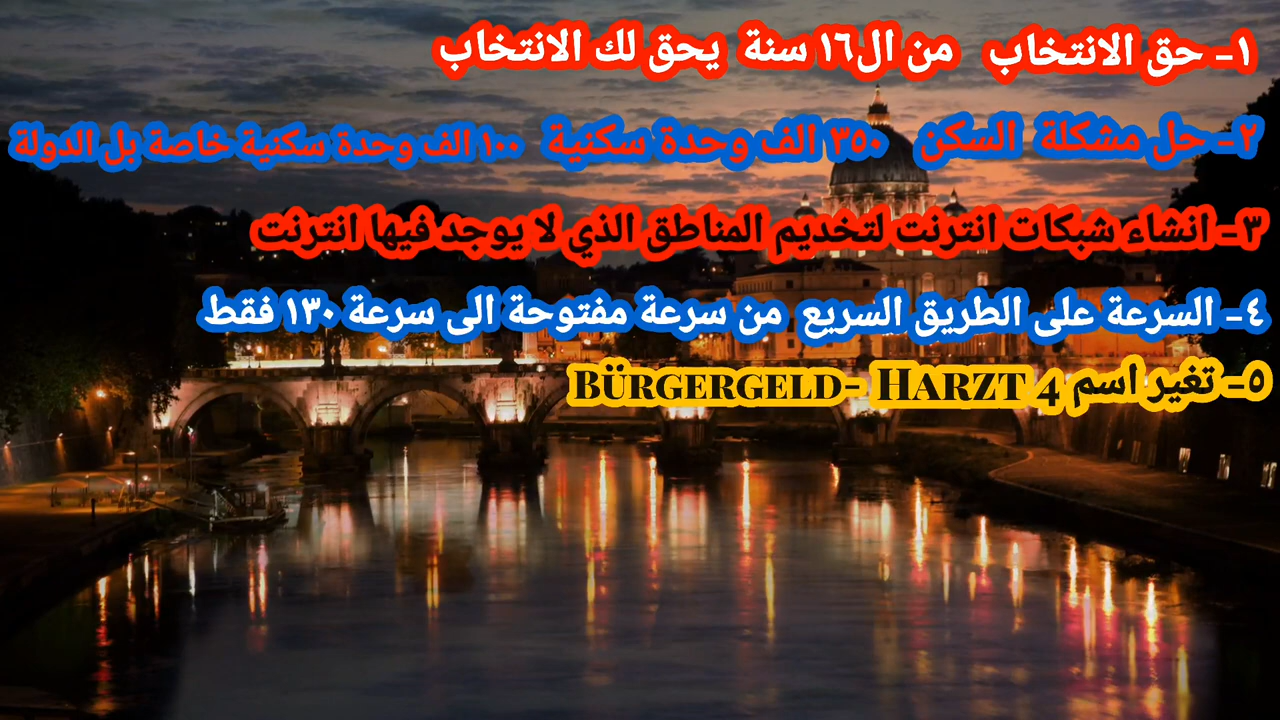 ١- حق الانتخاب من ال١٦ سنة يحق لك الانتخاب
٢- حل مشكلة السكن ٣٥٠ الف وحدة سكنية ١٠٠ الف وحدة سكنية خاصة بل الدولة
٣- انشاء شبكات انترنت لتخديم المناطق الذي لا يوجد فيها انترنت
٤- السرعة على الطريق السريع من سرعة مفتوحة الى سرعة ١٣٠ فقط
٥- تغير اسم BÜRGERGELD- HARZT 4